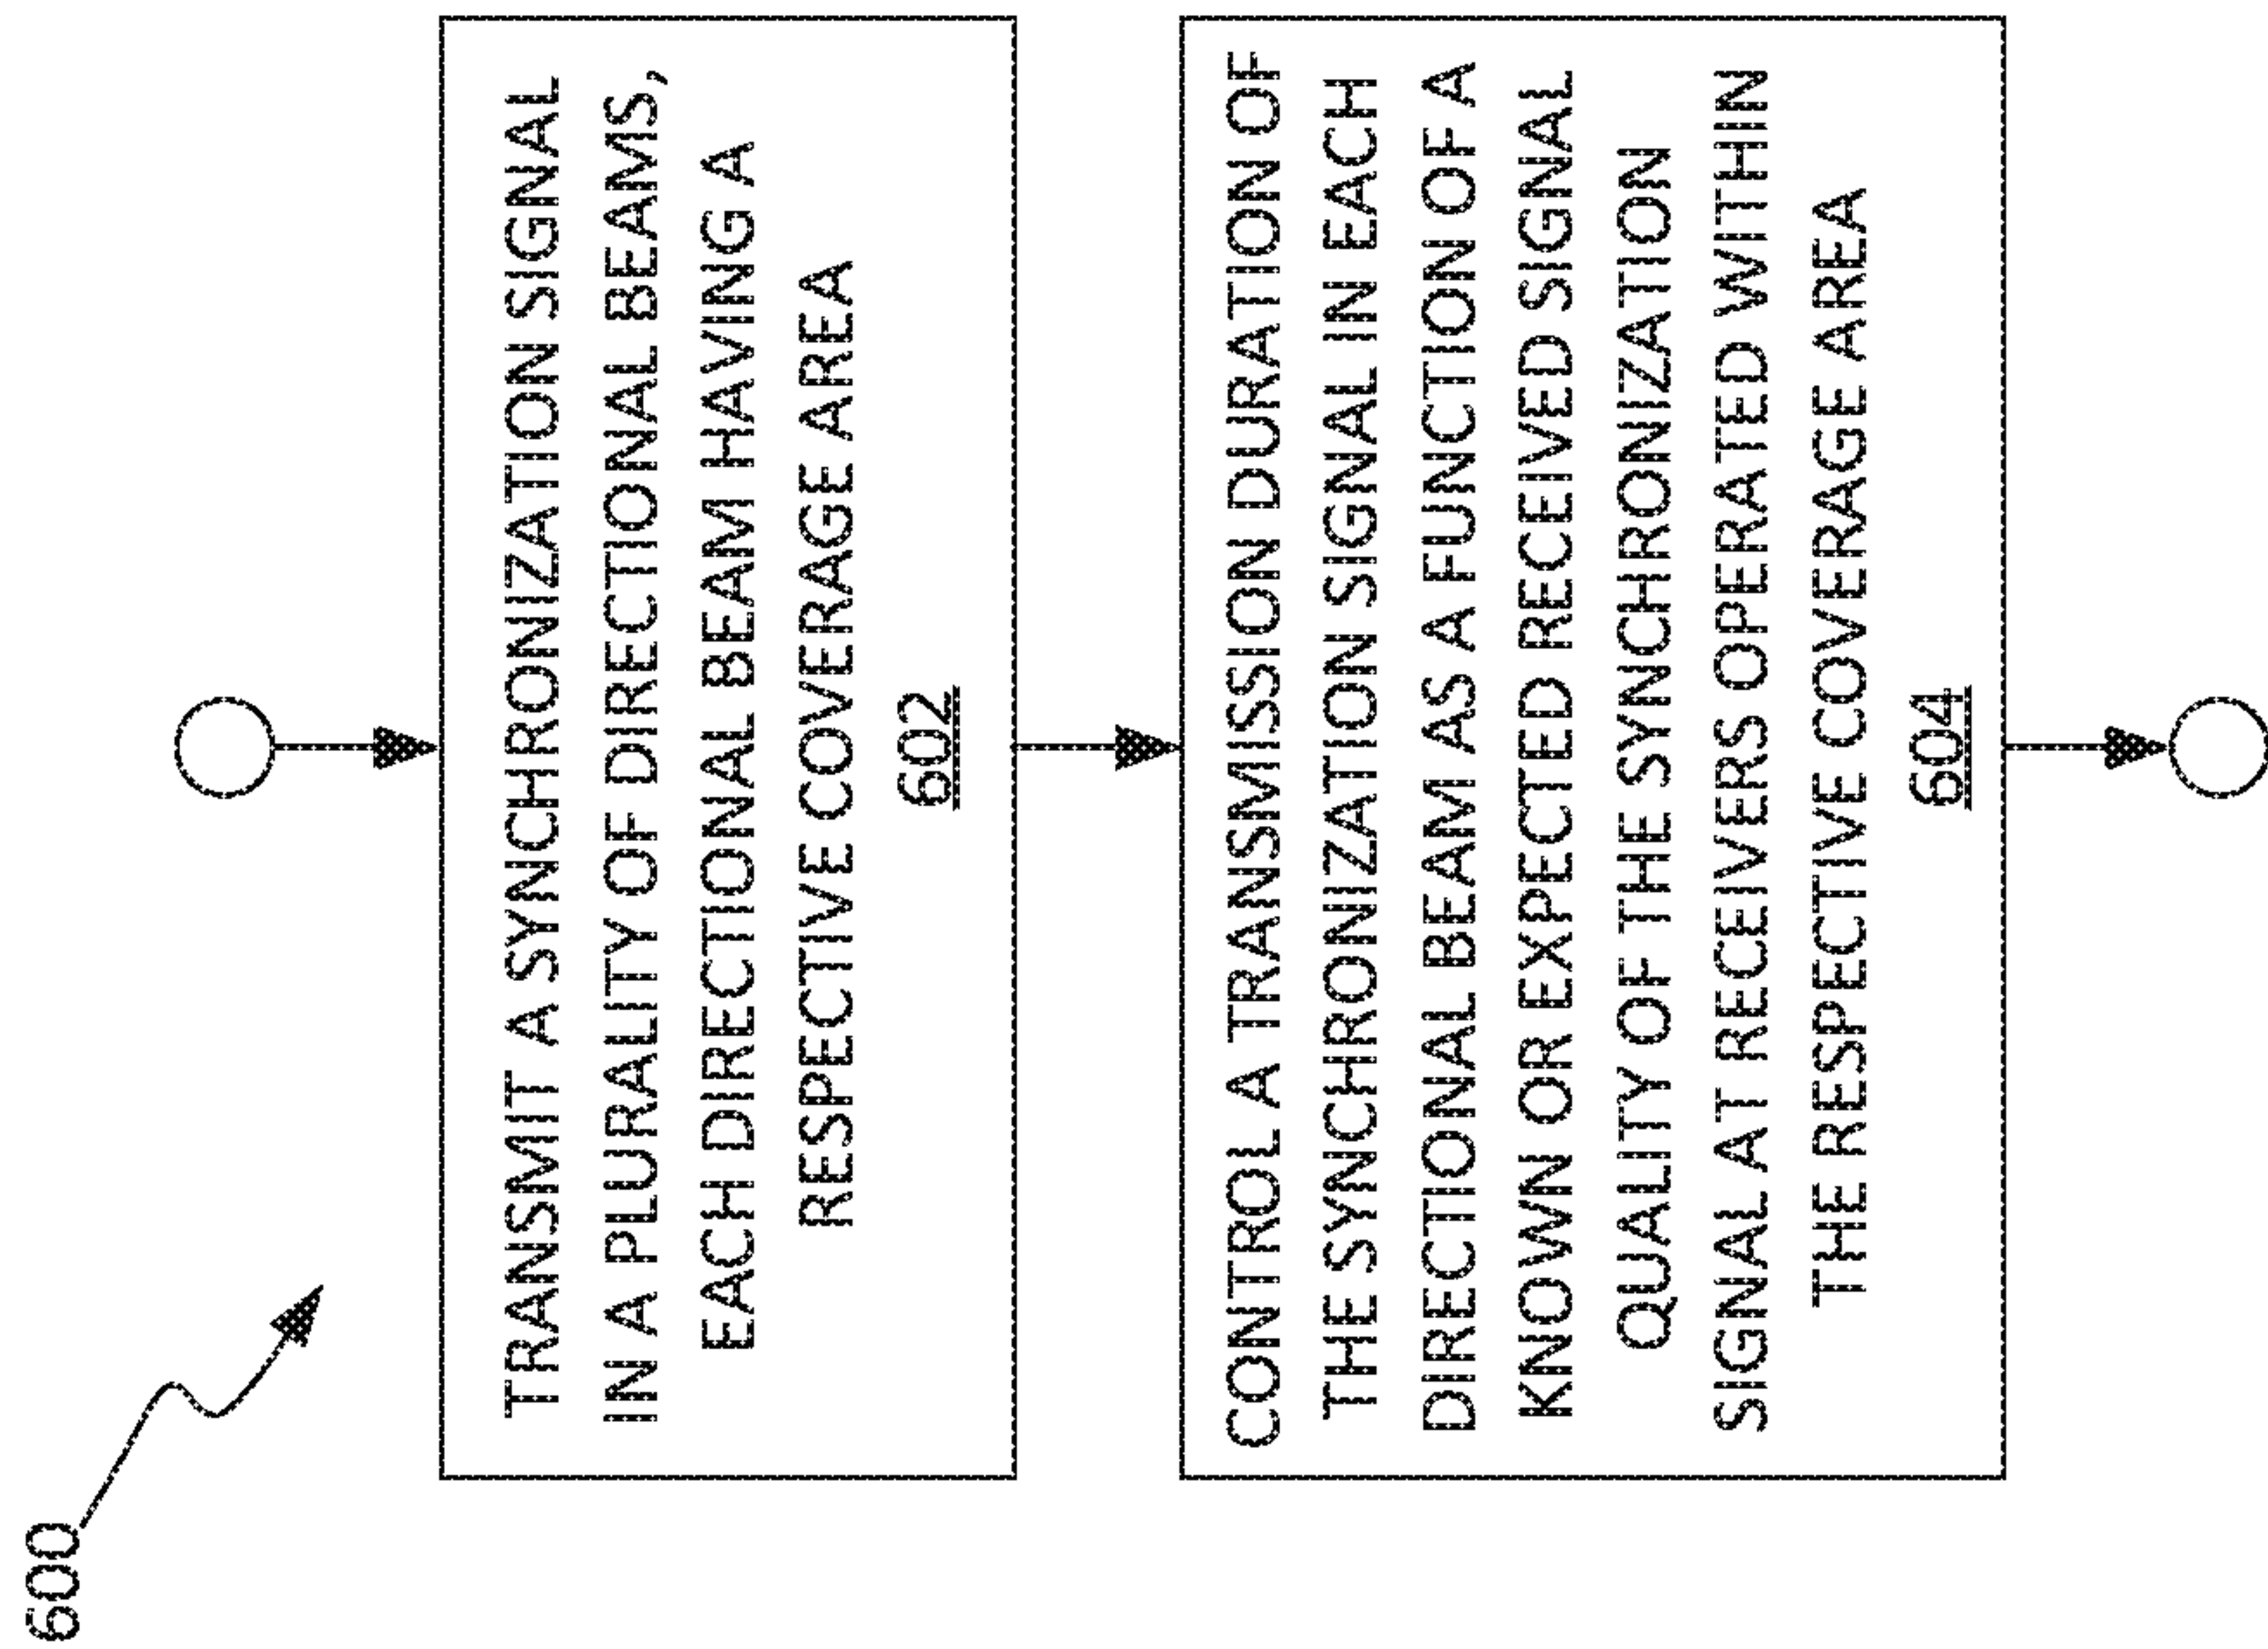 600
TRANSMIT A SYNCHRONIZATION SIGNAL
IN A PLURALITY OF DIRECTIONAL BEAMS,
EACH DIRECTIONAL BEAM HAVING A
RESPECTIVE COVERAGE AREA
602
CONTROL A TRANSMISSION DURATION OF
THE SYNCHRONIZATION SIGNAL IN EACH
DIRECTIONAL BEAM AS A FUNCTION OF A
KNOWN OR EXPECTED RECEIVED SIGNAL
QUALITY OF THE SYNCHRONIZATION
SIGNAL AT RECEIVERS OPERATED WITHIN
THE RESPECTIVE COVERAGE AREA
604